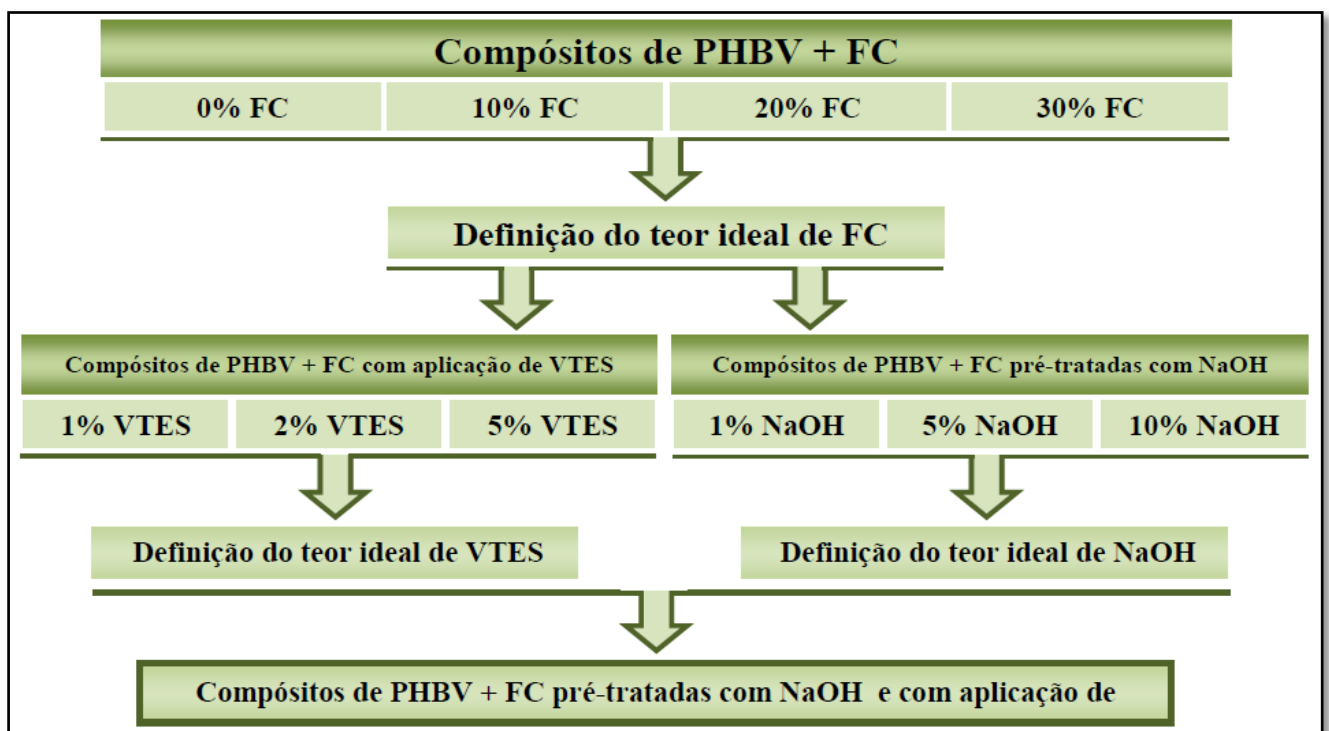 Compósitos de PHBV + FC
0% FC 10% FC 20% FC 30% FC
Definição do teor ideal de FC
Compósitos de PHBV + FC com aplicação de VTES
1% VTES 2% VTES 5% VTES
Compósitos de PHBV + FC pré-tratadas com NaOH
1% NaOH 5% NaOH 10% NaOH
Definição do teor ideal de VTES
Definição do teor ideal de NaOH
Compósitos de PHBV + FC pré-tratadas com NaOH e com aplicação de